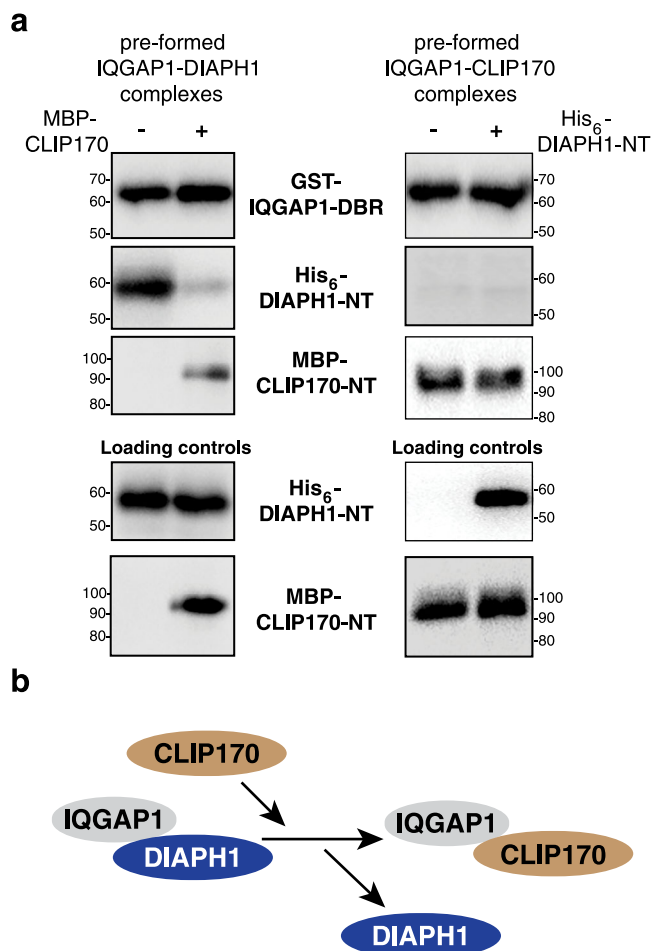 a
pre-formed
IQGAP1-DIAPH1
complexes
pre-formed
IQGAP1-CLIP170
complexes
MBP-
CLIP170
- +
- +
His6-
DIAPH1-NT
70
60
50
GST-
IQGAP1-DBR
70
60
50
60
50
His6-
DIAPH1-NT
60
50
100
90
80
MBP-
CLIP170-NT
100
90
80
Loading controls
Loading controls
60
50
His6-
DIAPH1-NT
60
50
100
90
80
MBP-
CLIP170-NT
100
90
80
b
CLIP170
IQGAP1
DIAPH1
IQGAP1
CLIP170
DIAPH1